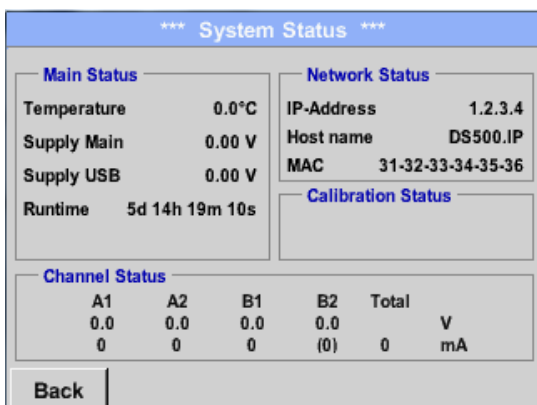 *** System Status ***
Main Status
Temperature 0.0°C
Supply Main 0.00 V
Supply USB 0.00 V
Runtime 5d 14h 19m 10s
Network Status
IP-Address 1.2.3.4
Host name DS500.IP
MAC 31-32-33-34-35-36
Calibration Status
Channel Status
A1 A2 B1 B2 Total
0.0 0.0 0.0 0.0 V
0 0 0 (0) 0 mA
Back